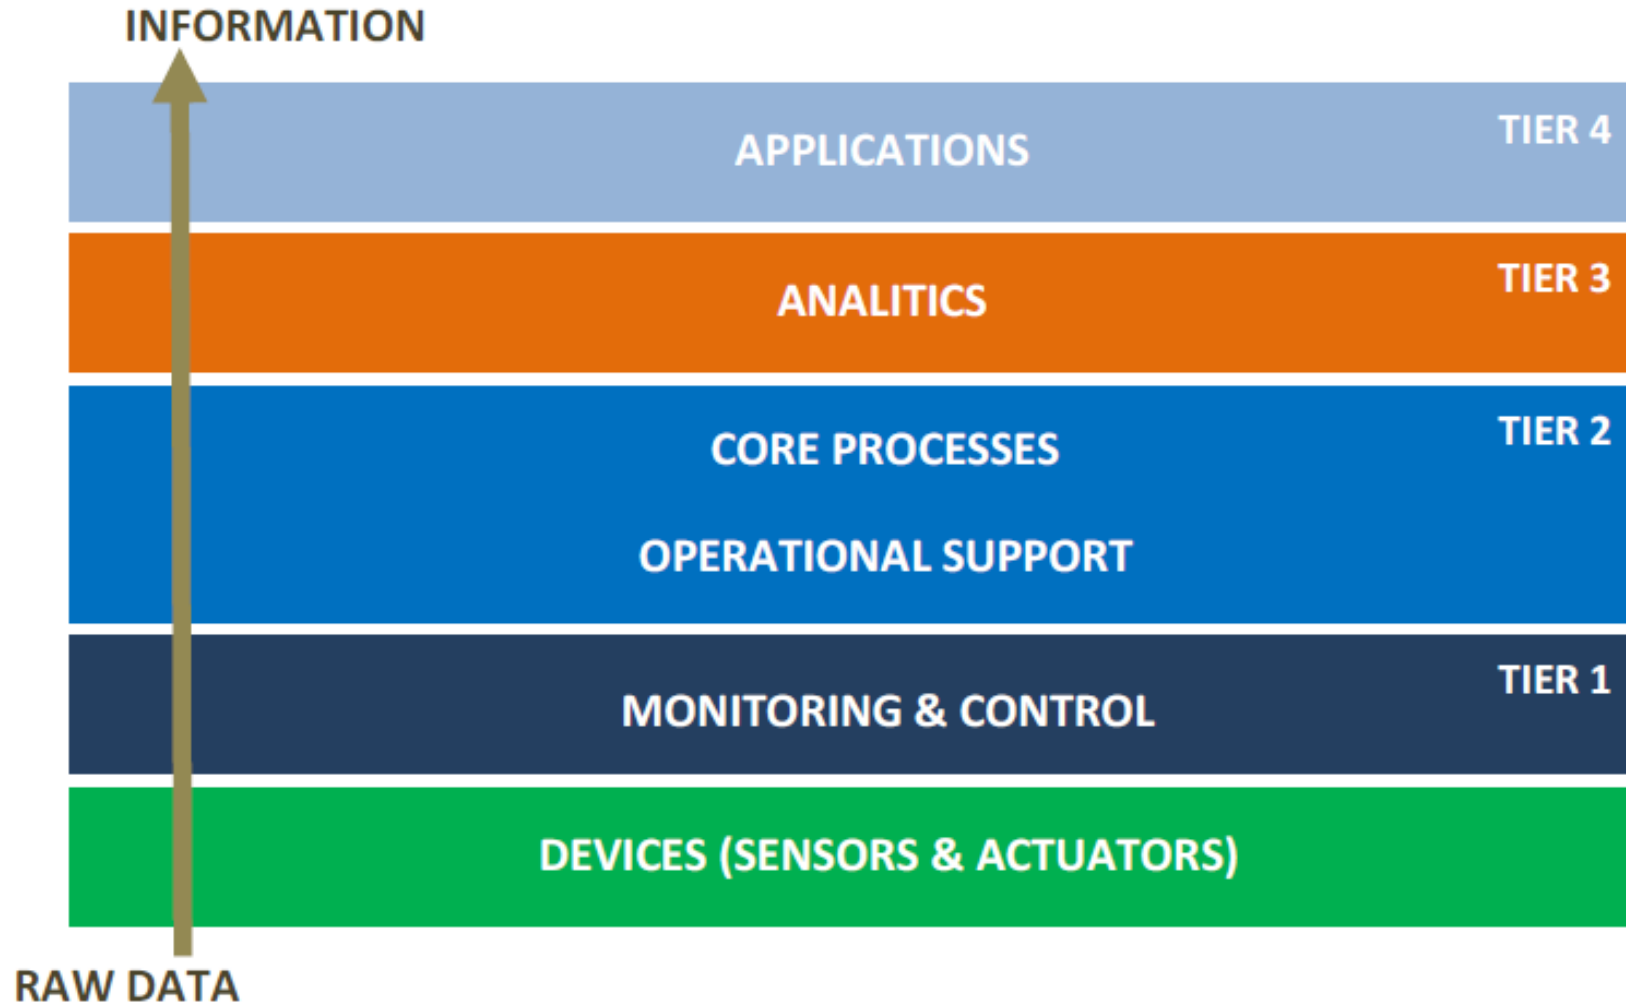 INFORMATION
APPLICATIONS
TIER 4
ANALITICS
TIER 3
CORE PROCESSES
TIER 2
OPERATIONAL SUPPORT
MONITORING & CONTROL
TIER 1
DEVICES (SENSORS & ACTUATORS)
RAW DATA